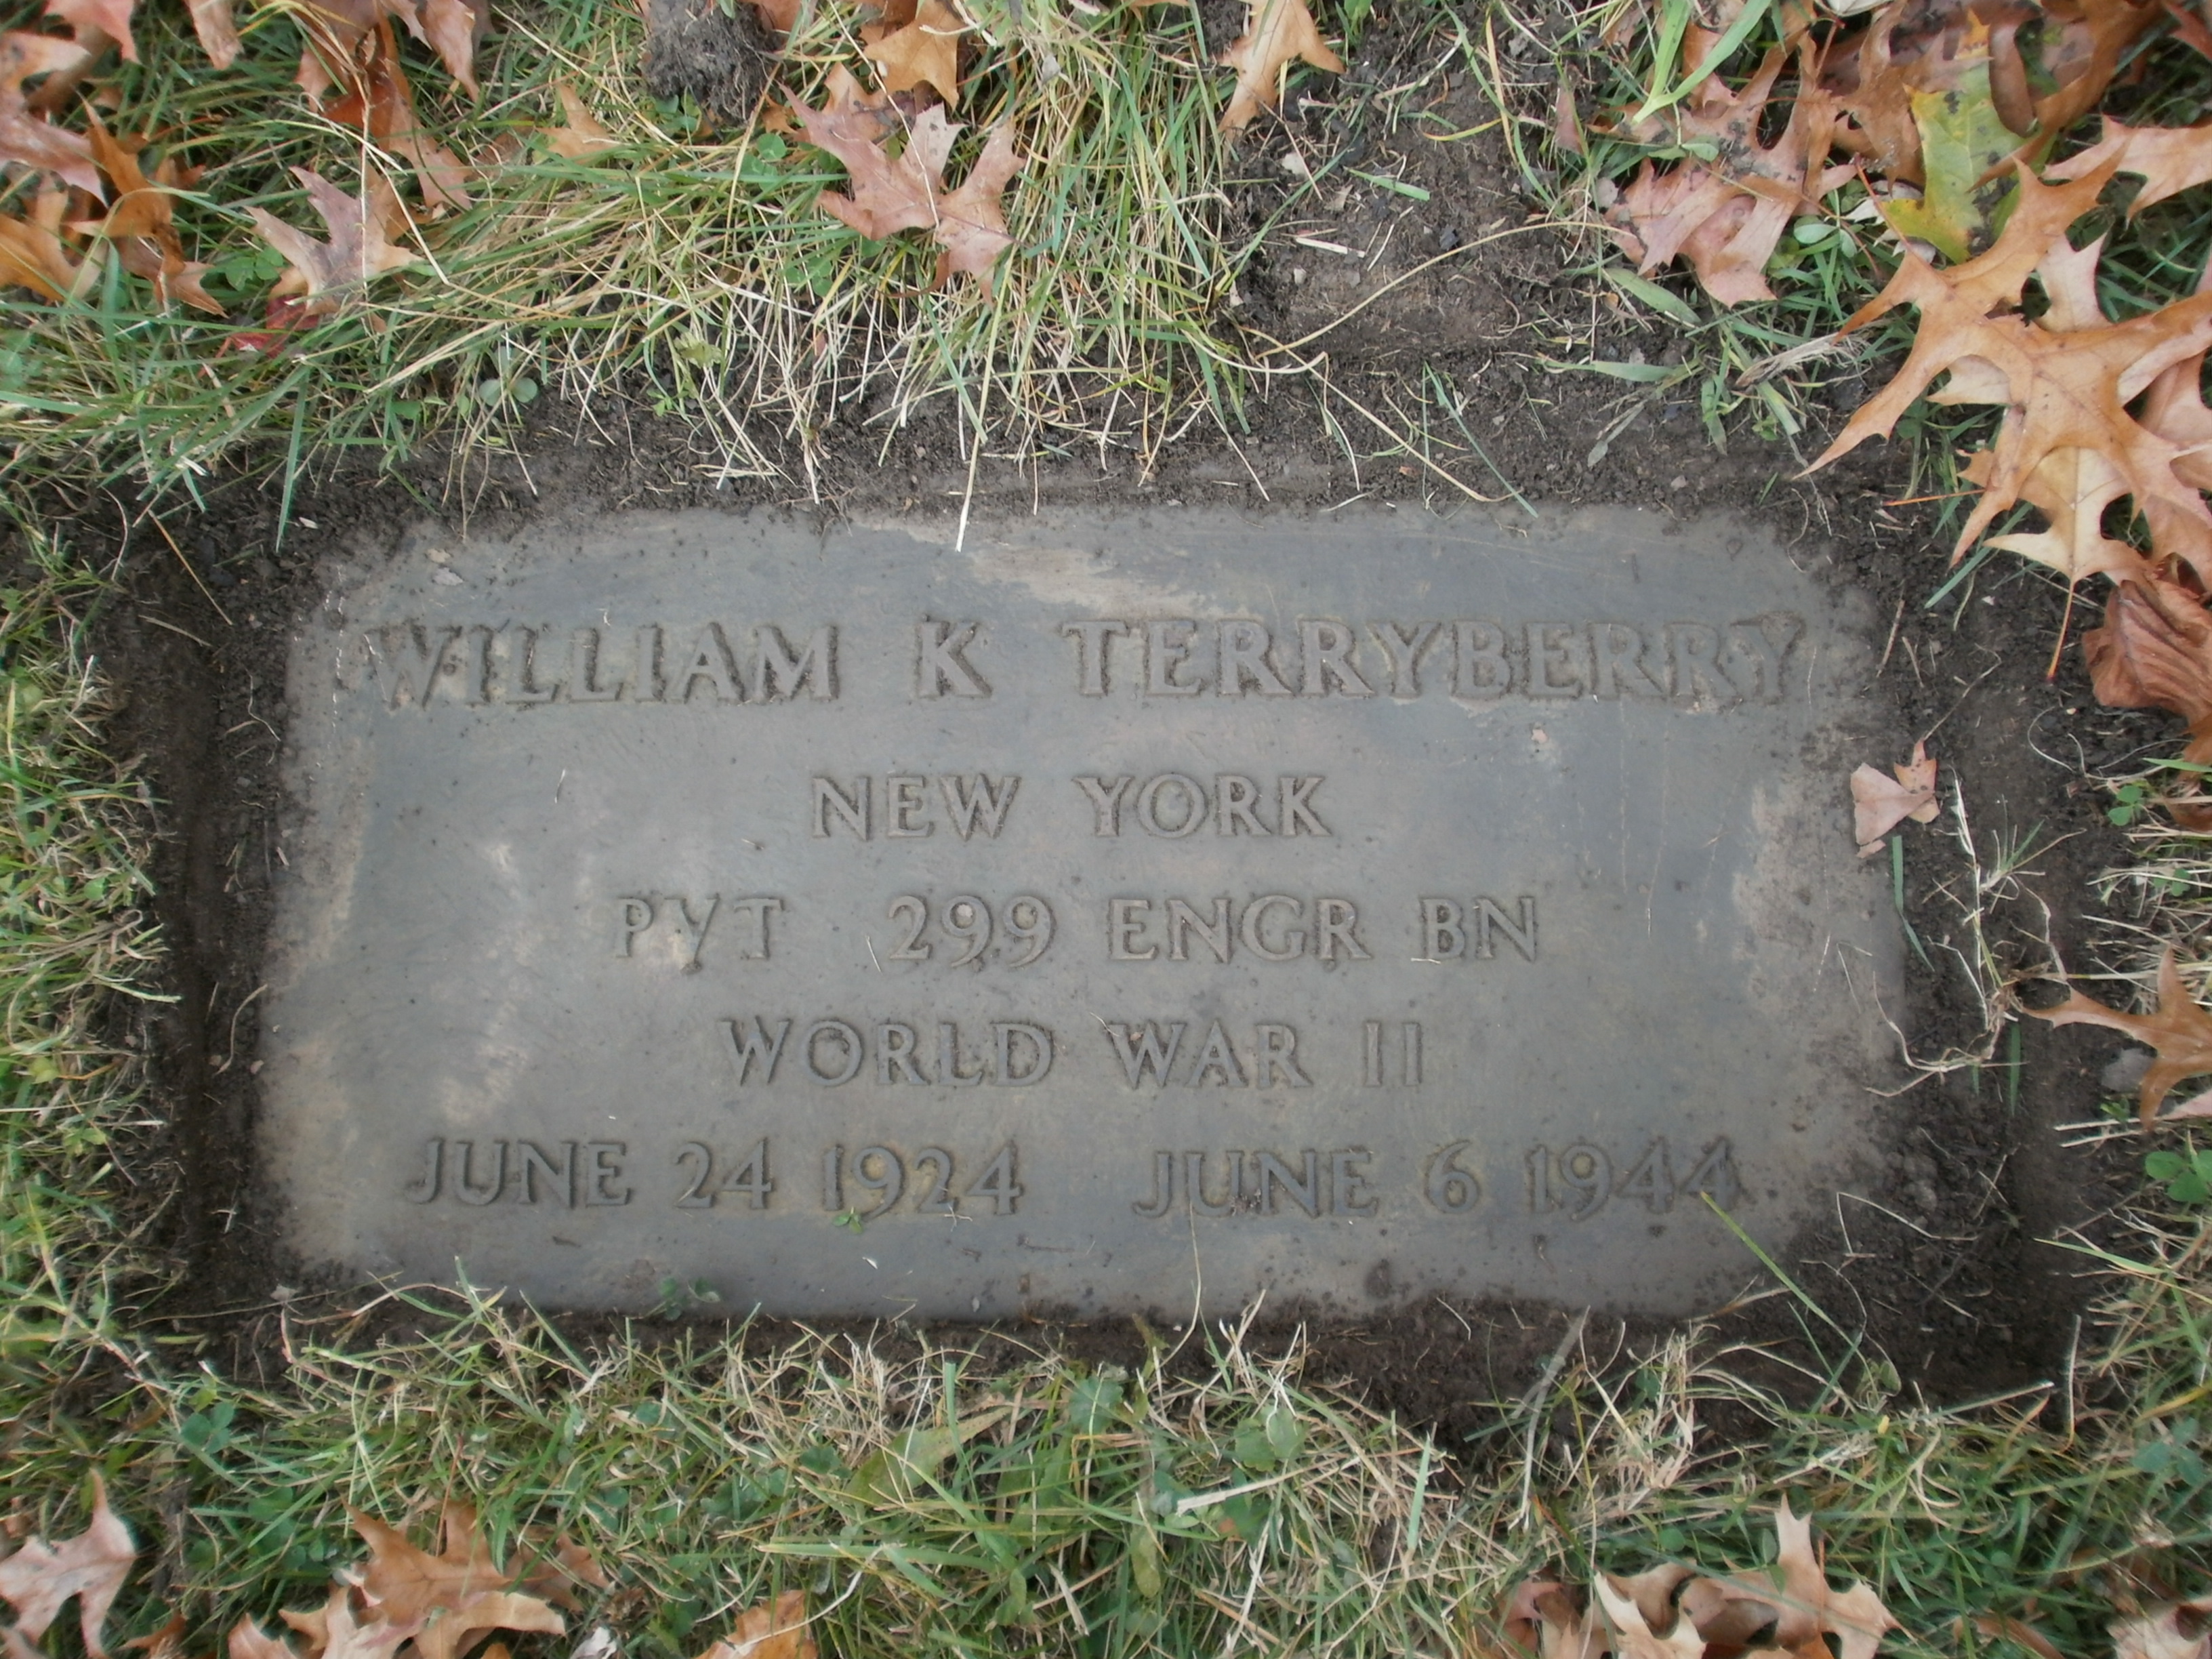 WILLIAM K TERRYBERRY
NEW YORK
PVT 299 ENGR BN
WORLD WAR II
JUNE 24 1924 JUNE 6 1944